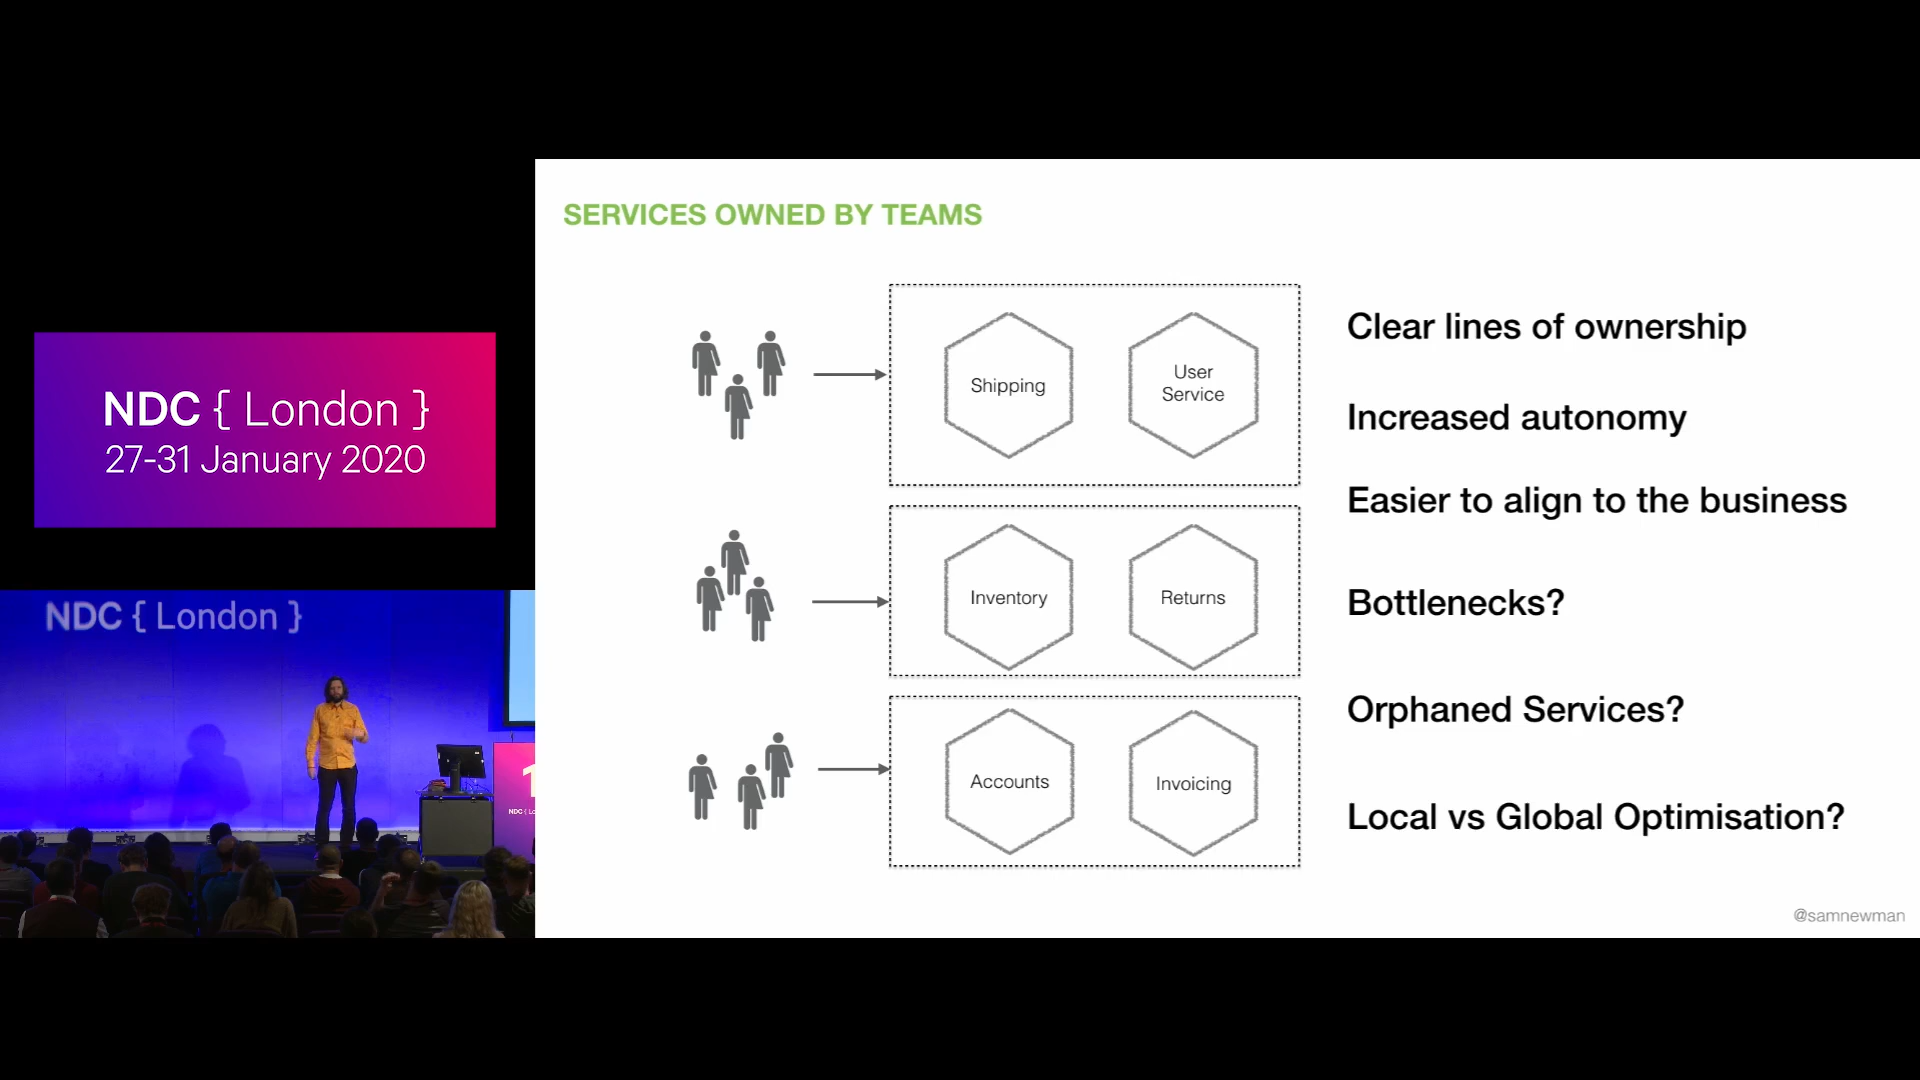 NDC { London }
27-31 January 2020
NDC { London }
SERVICES OWNED BY TEAMS
Shipping
User
Service
Inventory
Returns
Accounts
Invoicing
Clear lines of ownership
Increased autonomy
Easier to align to the business
Bottlenecks?
Orphaned Services?
Local vs Global Optimisation?
@samnewman